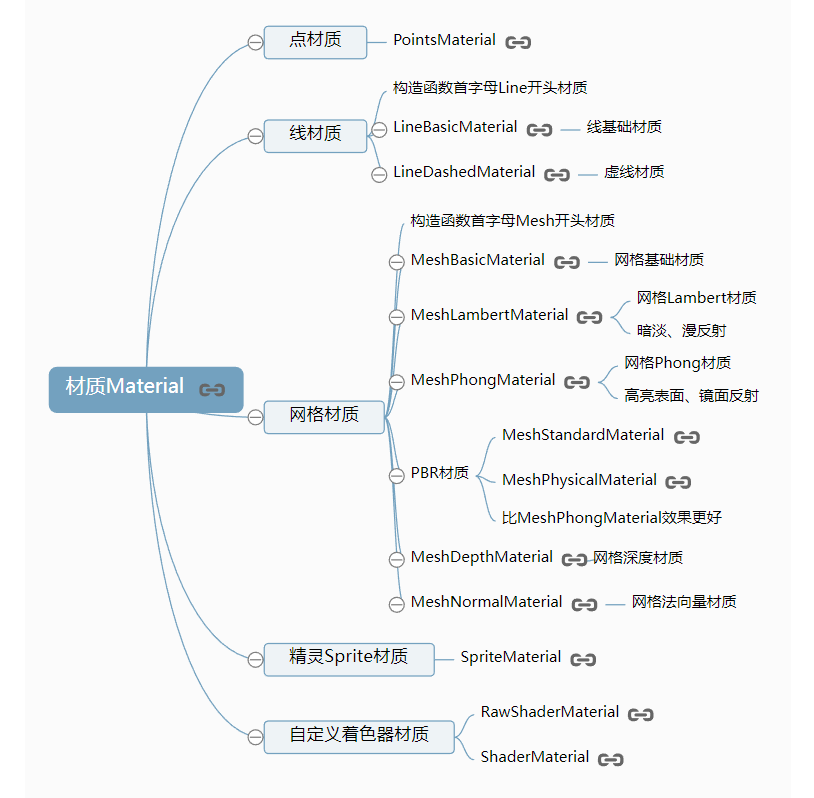 点材质
PointsMaterial
构造函数首字母Line开头材质
线材质
LineBasicMaterial
线基础材质
LineDashedMaterial
虚线材质
构造函数首字母Mesh开头材质
MeshBasicMaterial
网格基础材质
MeshLambertMaterial
网格Lambert材质
暗淡、漫反射
材质Material
网格材质
MeshPhongMaterial
网格Phong材质
高亮表面、镜面反射
PBR材质
MeshStandardMaterial
MeshPhysicalMaterial
比MeshPhongMaterial效果更好
MeshDepthMaterial
网格深度材质
MeshNormalMaterial
网格法向量材质
精灵Sprite材质
SpriteMaterial
自定义着色器材质
RawShaderMaterial
ShaderMaterial